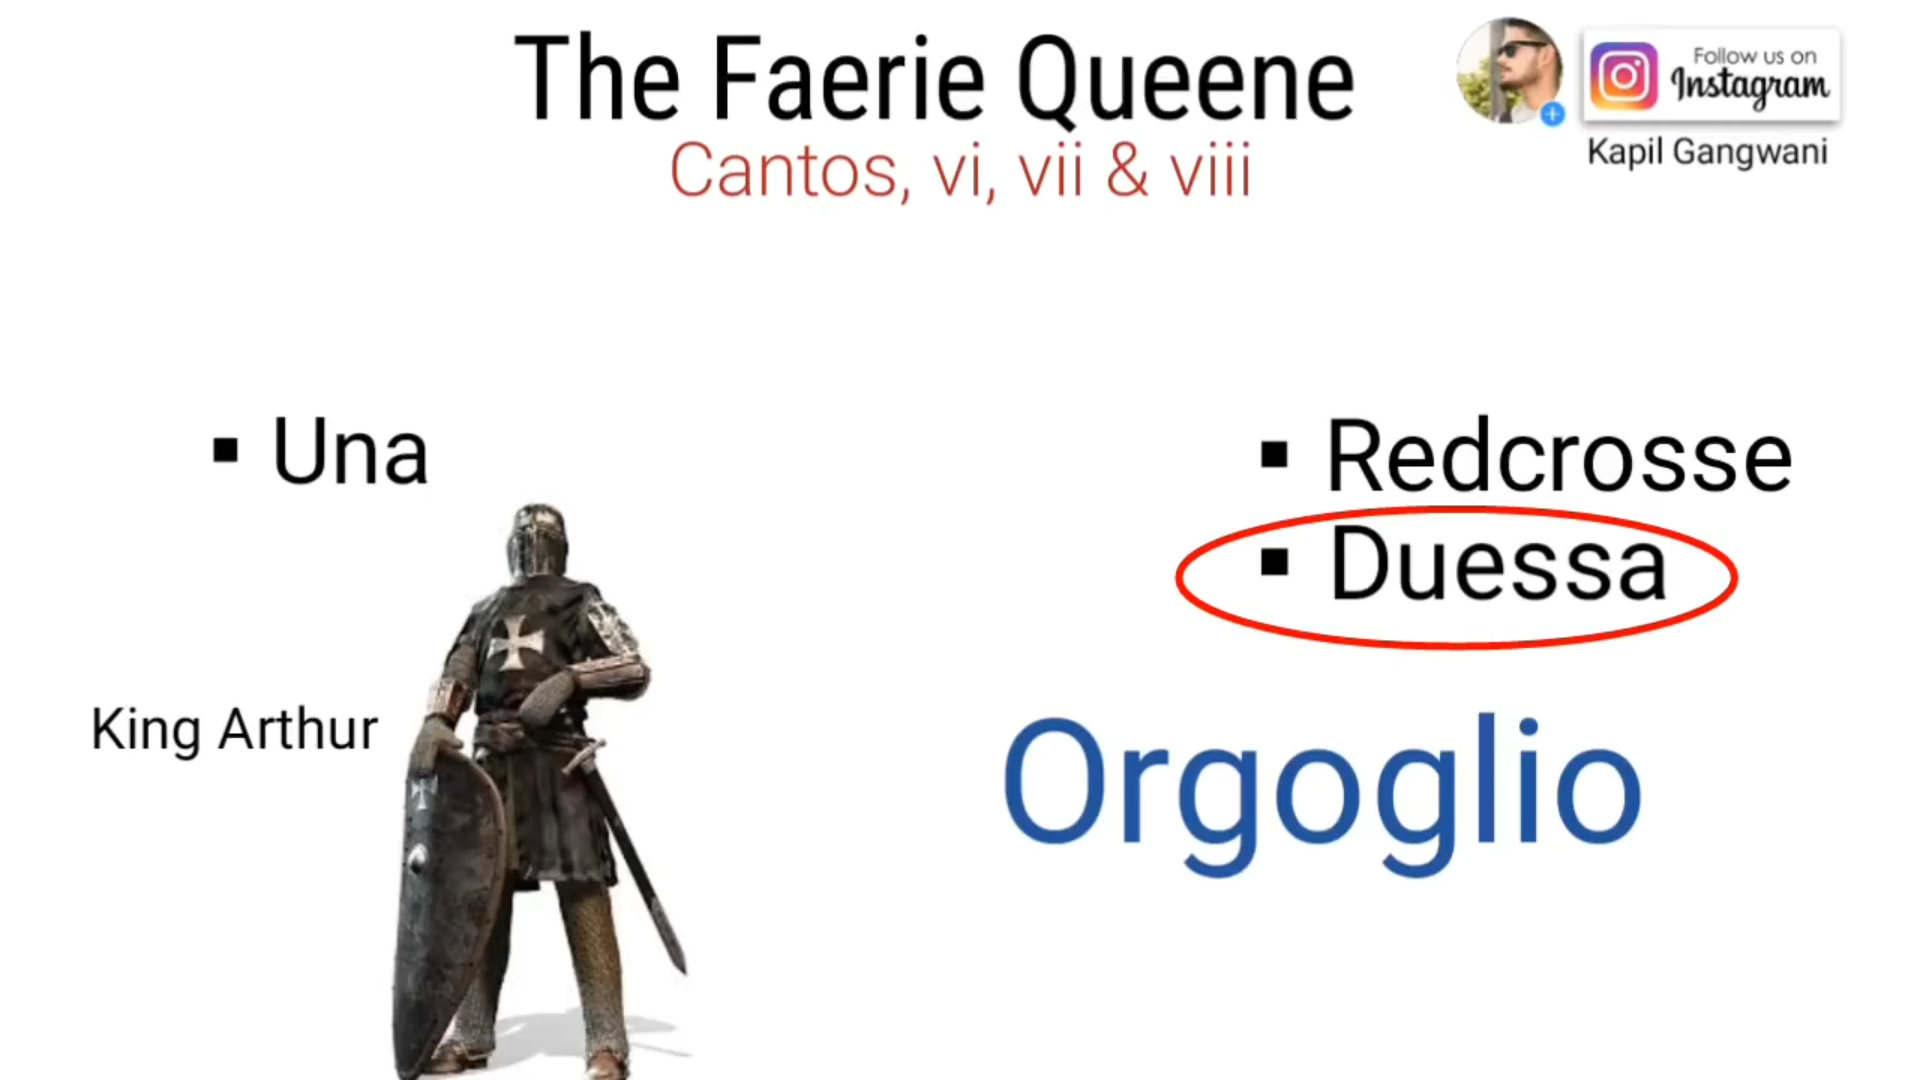 The Faerie Queene
Cantos, vi, vii & viii
Follow us on
Instagram
Kapil Gangwani
▪ Una
▪ Redcrosse
▪ Duessa
King Arthur
Orgoglio